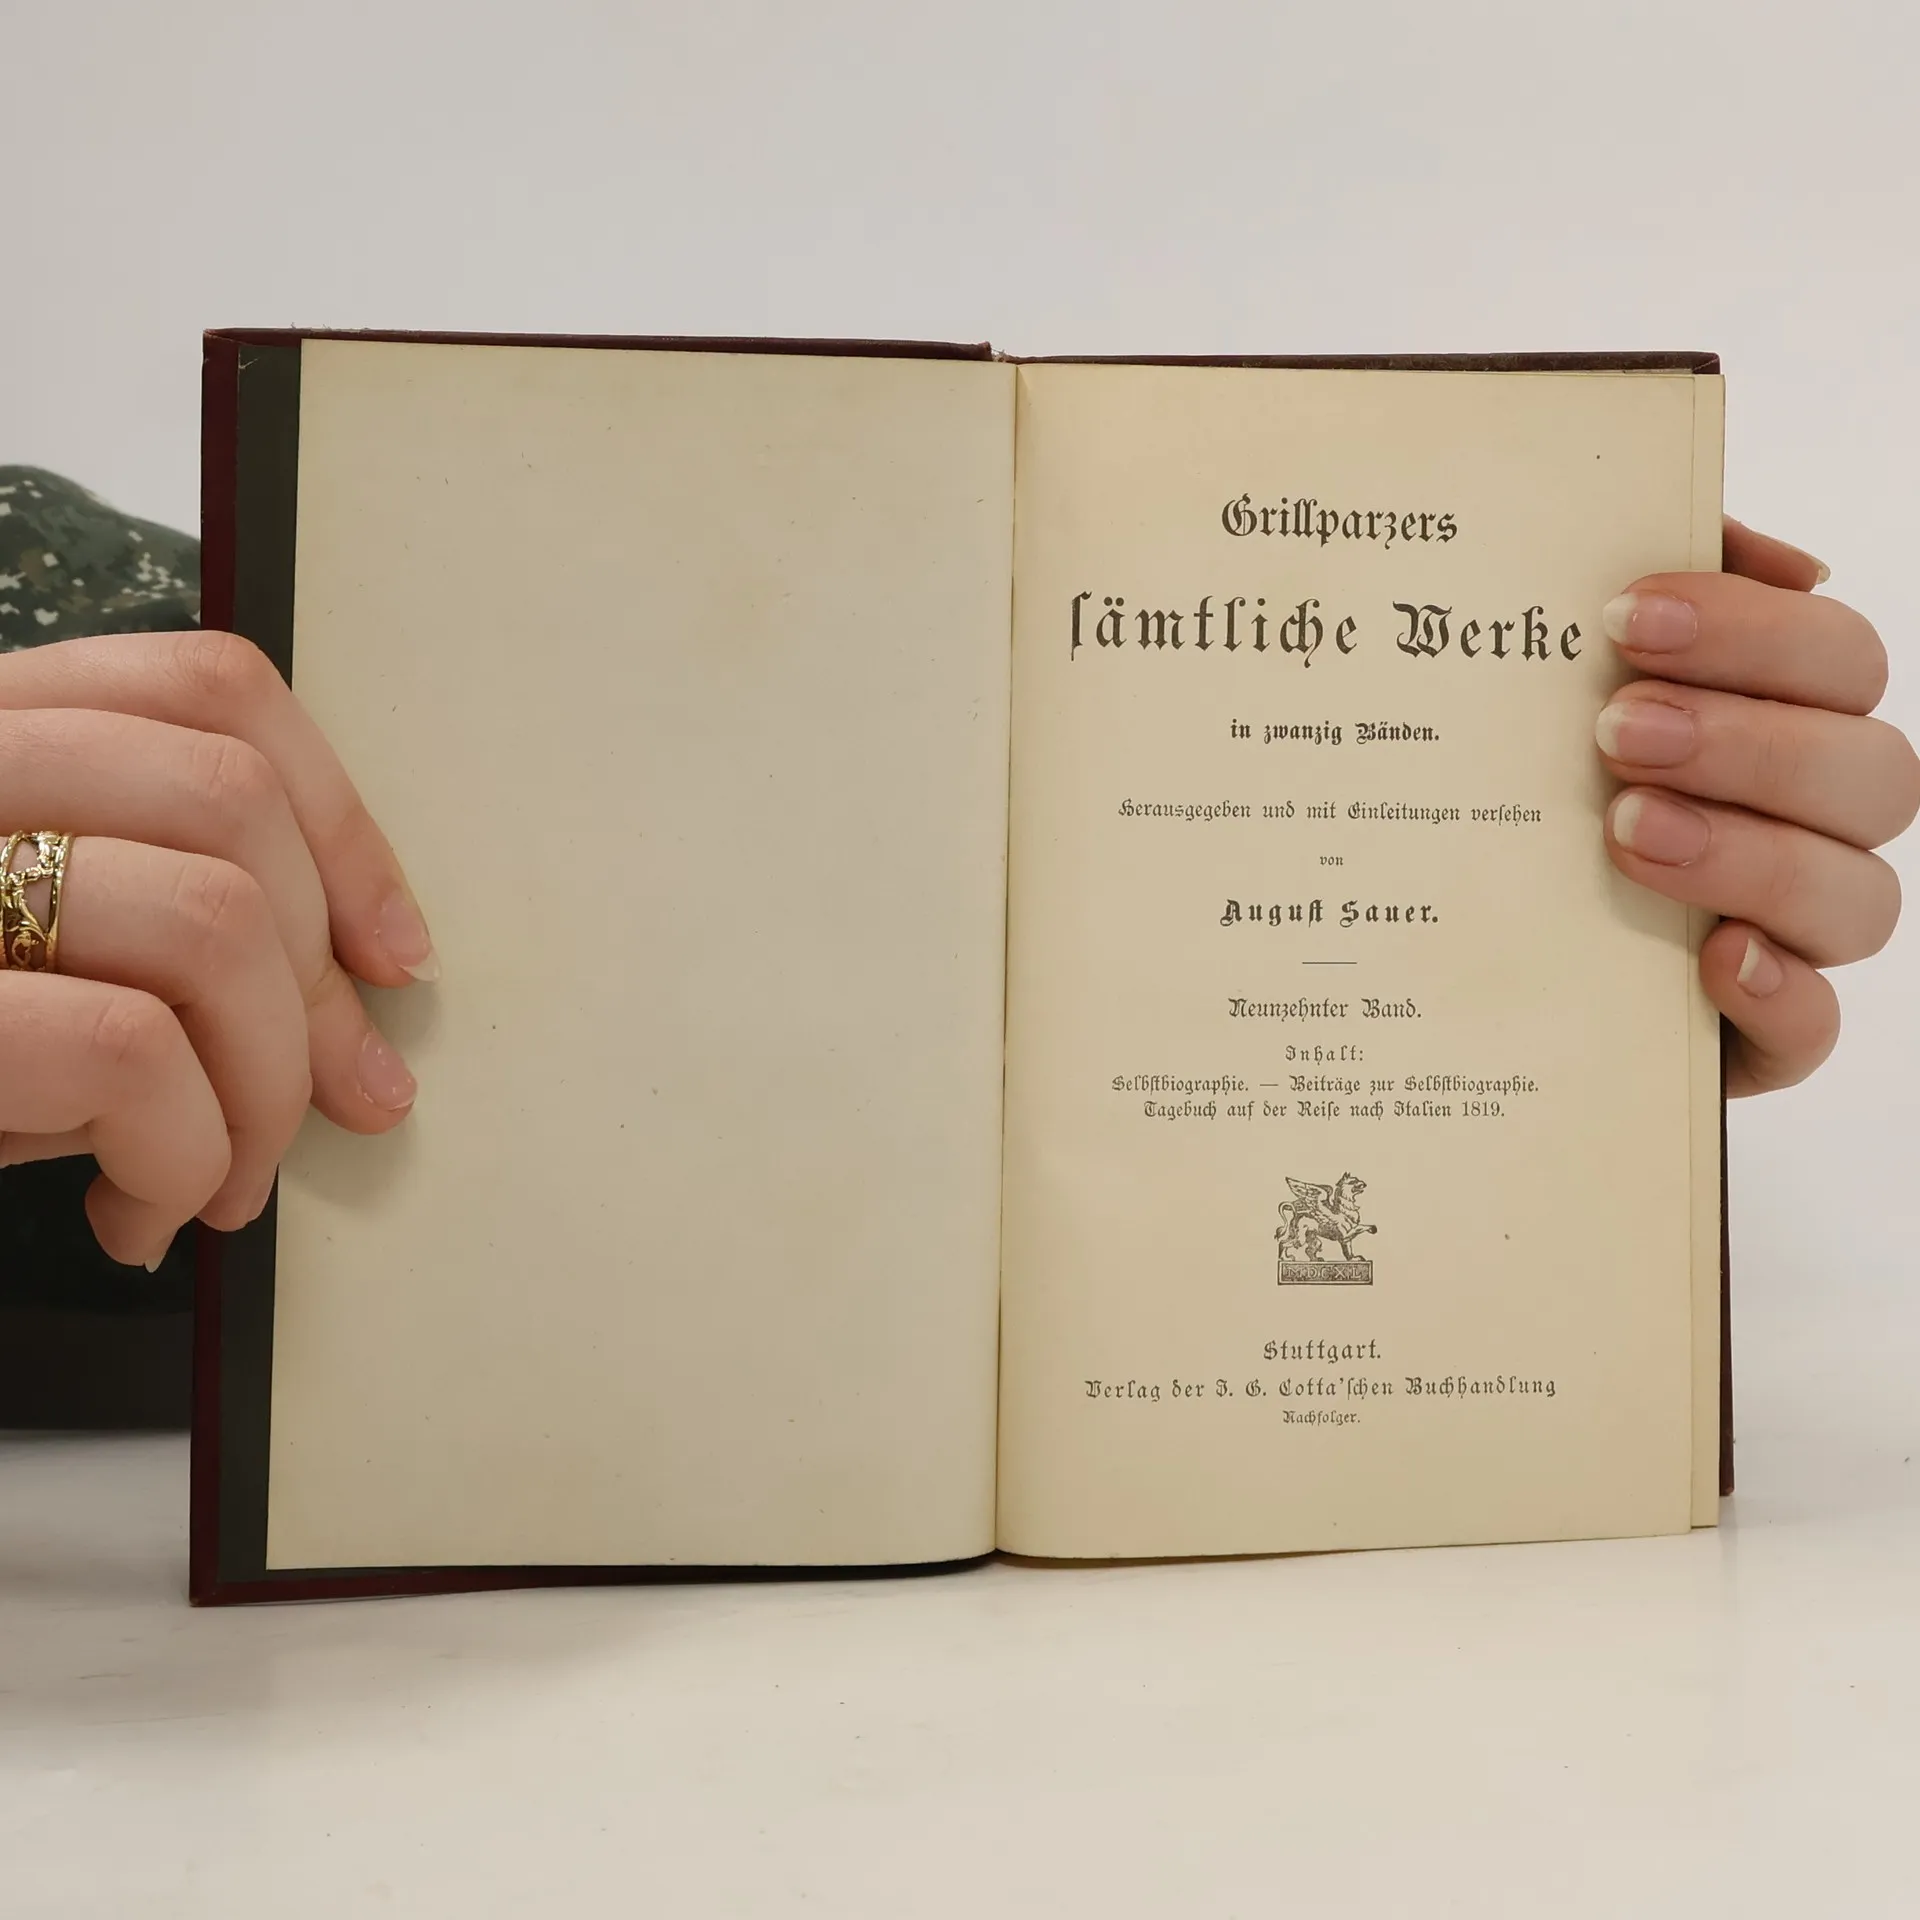 Grillparzers
sämtliche Werke
in zwanzig Bänden.
Herausgegeben und mit Einleitungen versehen
von
August Sauer.
Neunzehnter Band.
Inhalt:
Selbstbiographie. — Beiträge zur Selbstbiographie.
Tagebuch auf der Reise nach Italien 1819.
MDCXL
Stuttgart.
Verlag der J. G. Cotta'schen Buchhandlung
Nachfolger.